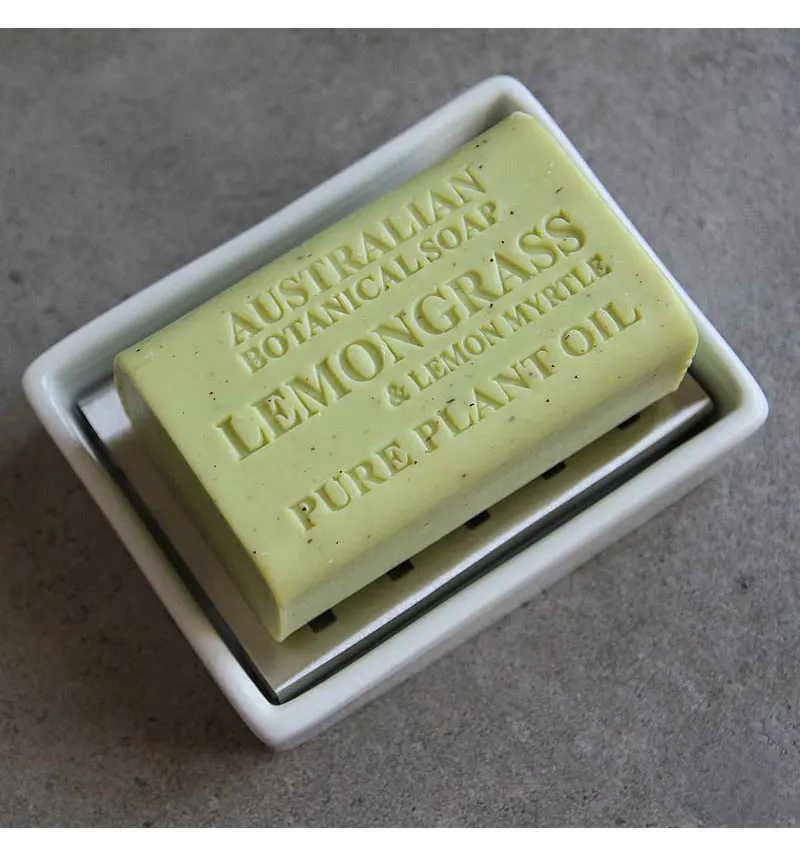 AUSTRALIAN
BOTANICAL SOAP
LEMONGRASS
& LEMON MYRTLE
PURE PLANT OIL